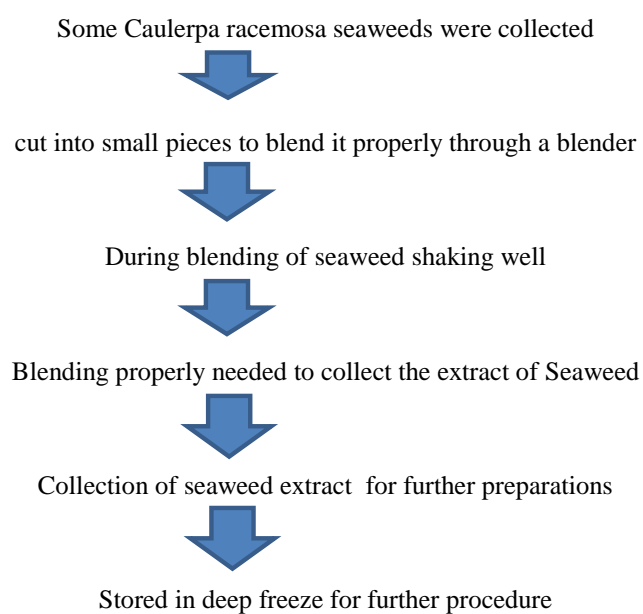 Some Caulerpa racemosa seaweeds were collected
cut into small pieces to blend it properly through a blender
During blending of seaweed shaking well
Blending properly needed to collect the extract of Seaweed
Collection of seaweed extract for further preparations
Stored in deep freeze for further procedure